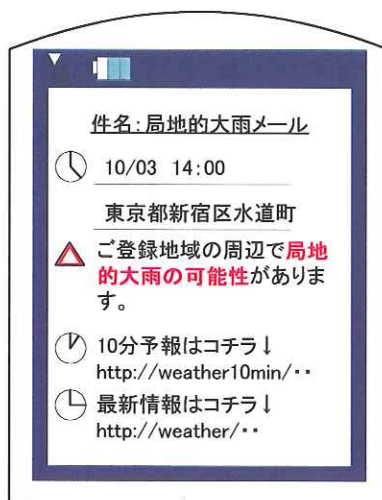 件名:局地的大雨メール
10/03 14:00
東京都新宿区水道町
ご登録地域の周辺で局地
的大雨の可能性がありま
す。
10分予報はコチラ↓
http://weather10min/・・
最新情報はコチラ↓
http://weather/・・